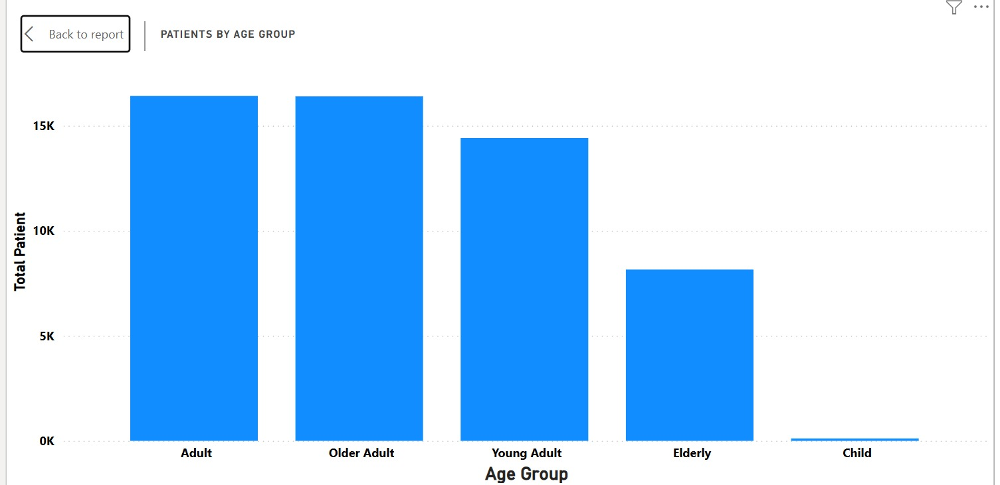 Back to report
PATIENTS BY AGE GROUP
15K
10K
5K
0K
Total Patient
Adult
Older Adult
Young Adult
Elderly
Child
Age Group